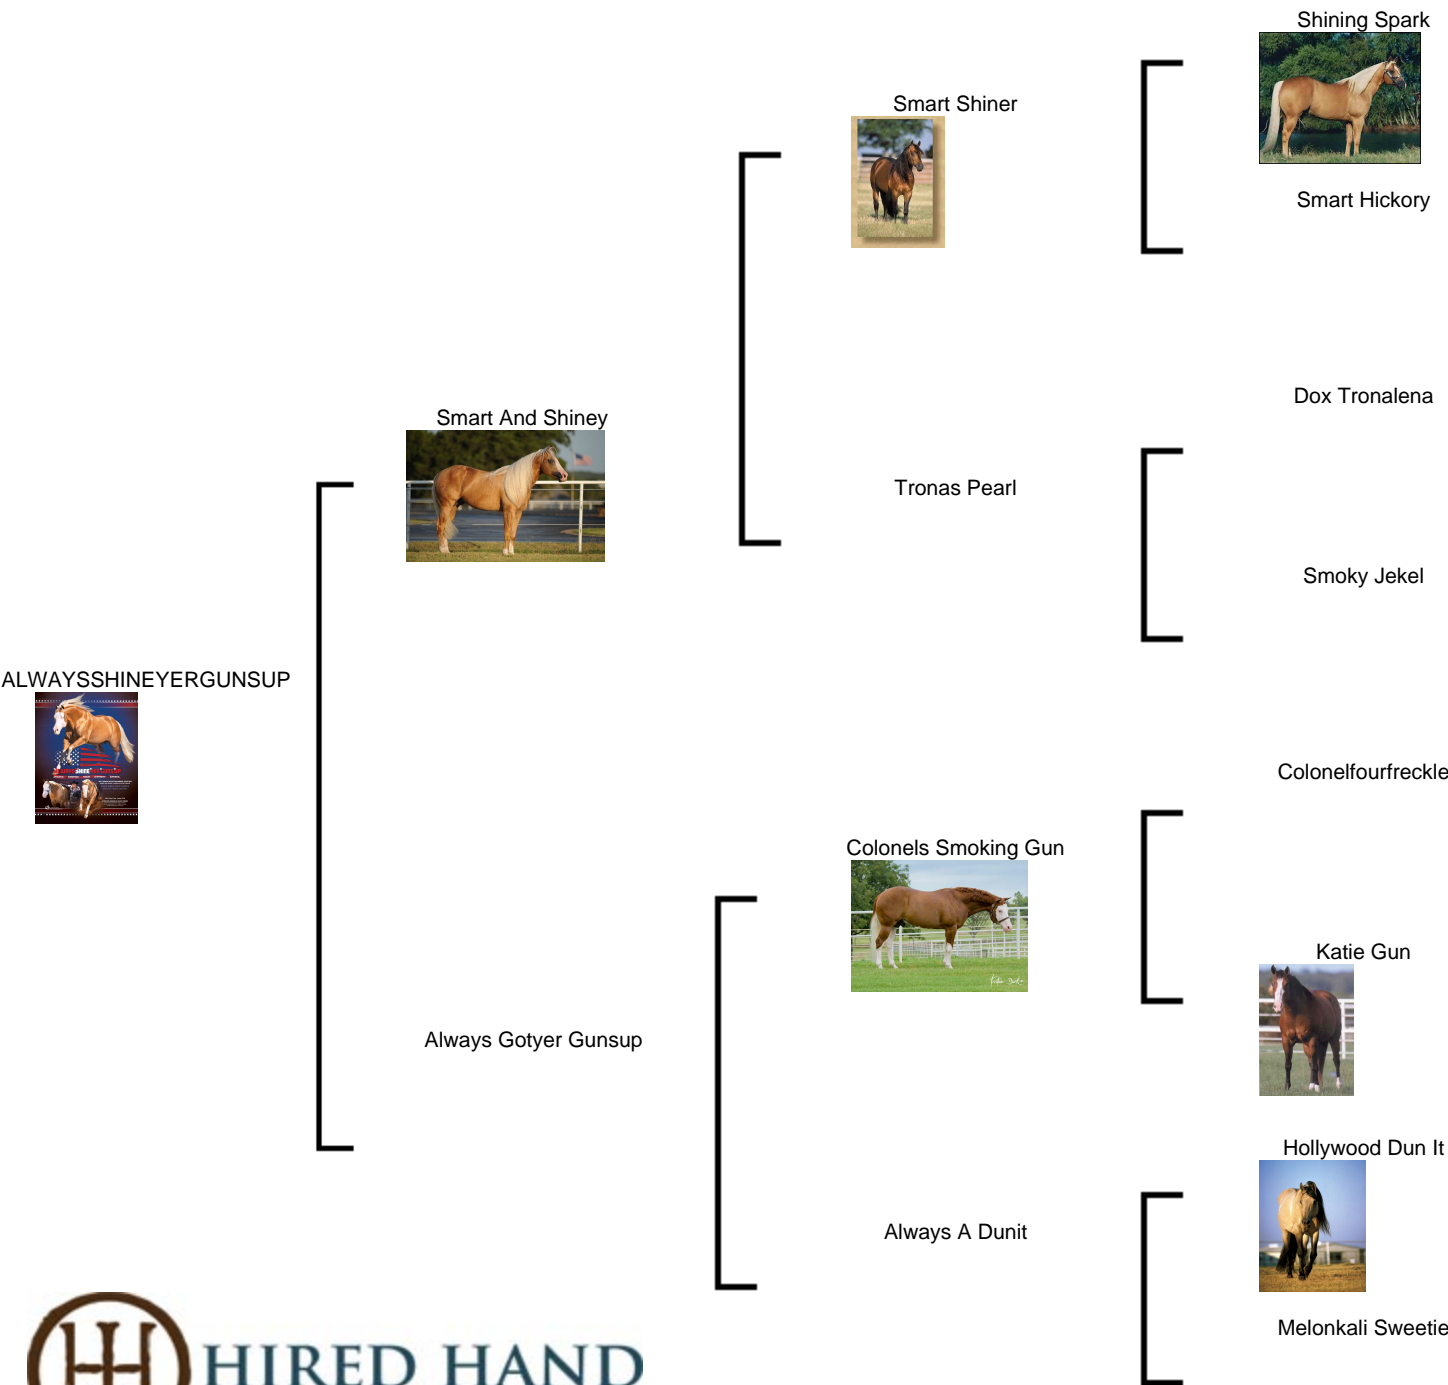 Shining Spark
Smart Shiner
Smart Hickory
Dox Tronalena
Smart And Shiney
Tronas Pearl
Smoky Jekel
ALWAYSSHINEYERGUNSUP
Colonelfourfreckle
Colonels Smoking Gun
Katie Gun
Always Gotyer Gunsup
Hollywood Dun It
Always A Dunit
Melonkali Sweetie
HIRED HAND